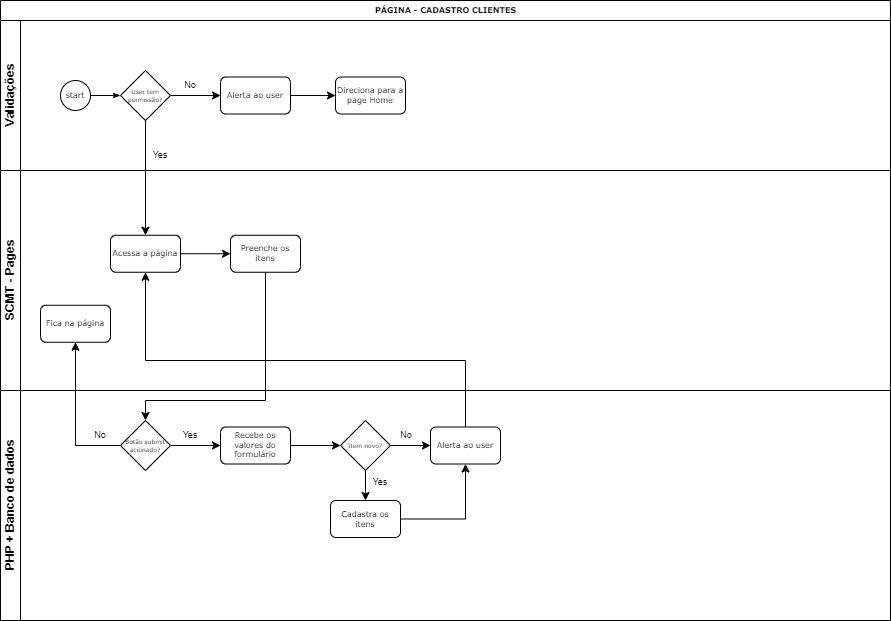 PÁGINA - CADASTRO CLIENTES
Validações
start
User tem
permissão?
No
Alerta ao user
Direciona para a
page Home
Yes
SCMT - Pages
Acessa a página
Preenche os
itens
Fica na página
PHP + Banco de dados
No
Botão submit
acionado?
Yes
Recebe os
valores do
formulário
Item novo?
No
Alerta ao user
Yes
Cadastra os
itens